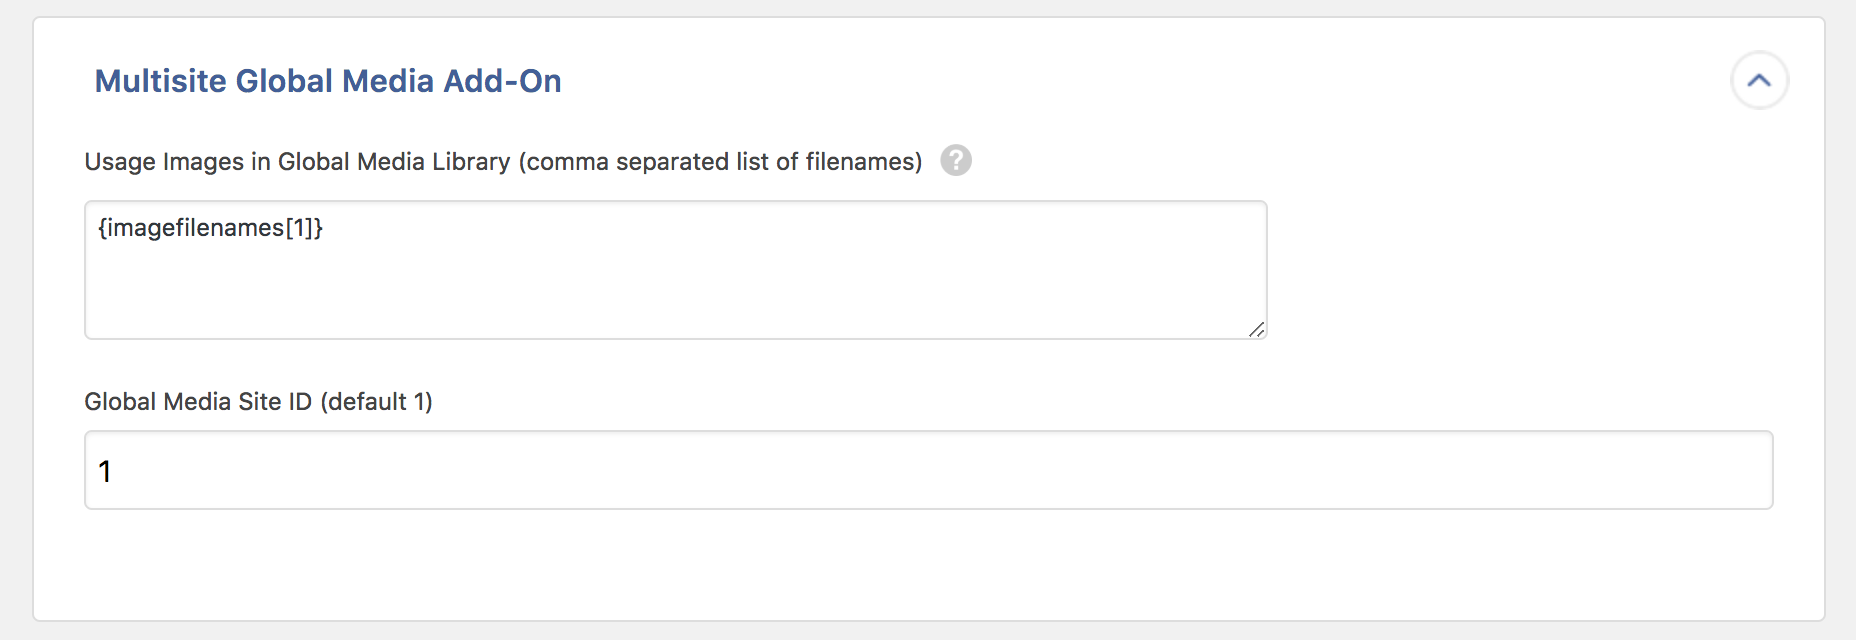 Multisite Global Media Add-On
Usage Images in Global Media Library (comma separated list of filenames) ?
{imagefilenames[1]}
Global Media Site ID (default 1)
1